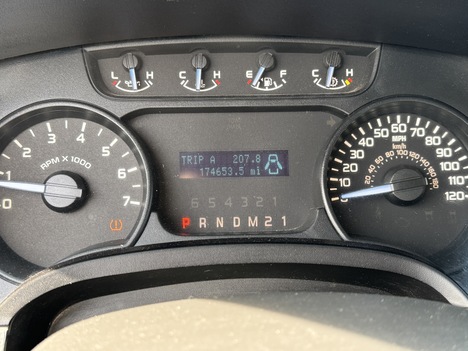 L H C H E F C H
0 1 2 3 4 5 6 7
RPM X 1000
TRIP A 207.8
174653.5 mi
6 5 4 3 2 1
P R N D M 2 1
0 10 20 30 40 50 60 70 80 90 100 110 120
MPH
km/h
20 40 60 80 100 120 140 160 180